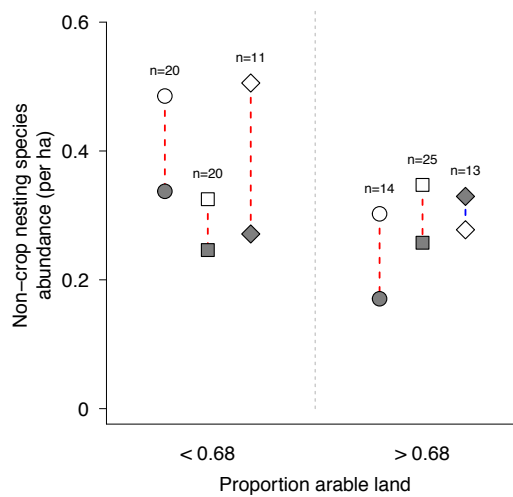 0.6
n=20
n=11
n=20
n=14
n=25
n=13
0.4
0.2
0
Non−crop nesting species
abundance (per ha)
< 0.68
> 0.68
Proportion arable land